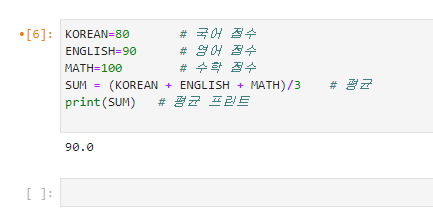 [6]:
KOREAN=80 # 국어 점수
ENGLISH=90 # 영어 점수
MATH=100 # 수학 점수
SUM = (KOREAN + ENGLISH + MATH)/3 # 평균
print(SUM) # 평균 프린트
90.0
[ ]: